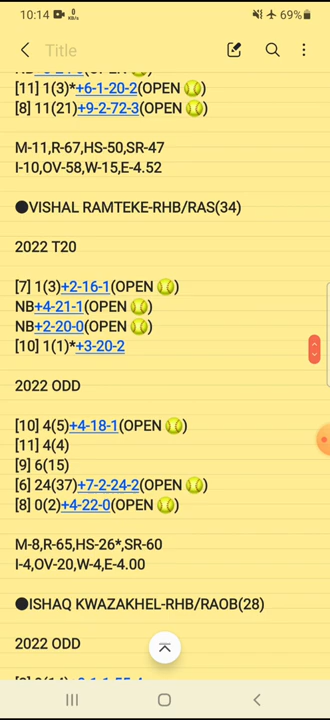 10:14 0 KB/s 69%
Title
[11] 1(3)*+6-1-20-2(OPEN 🎾)
[8] 11(21)+9-2-72-3(OPEN 🎾)
M-11,R-67,HS-50,SR-47
I-10,OV-58,W-15,E-4.52
●VISHAL RAMTEKE-RHB/RAS(34)
2022 T20
[7] 1(3)+2-16-1(OPEN 🎾)
NB+4-21-1(OPEN 🎾)
NB+2-20-0(OPEN 🎾)
[10] 1(1)*+3-20-2
2022 ODD
[10] 4(5)+4-18-1(OPEN 🎾)
[11] 4(4)
[9] 6(15)
[6] 24(37)+7-2-24-2(OPEN 🎾)
[8] 0(2)+4-22-0(OPEN 🎾)
M-8,R-65,HS-26*,SR-60
I-4,OV-20,W-4,E-4.00
●ISHAQ KWAZAKHEL-RHB/RAOB(28)
2022 ODD